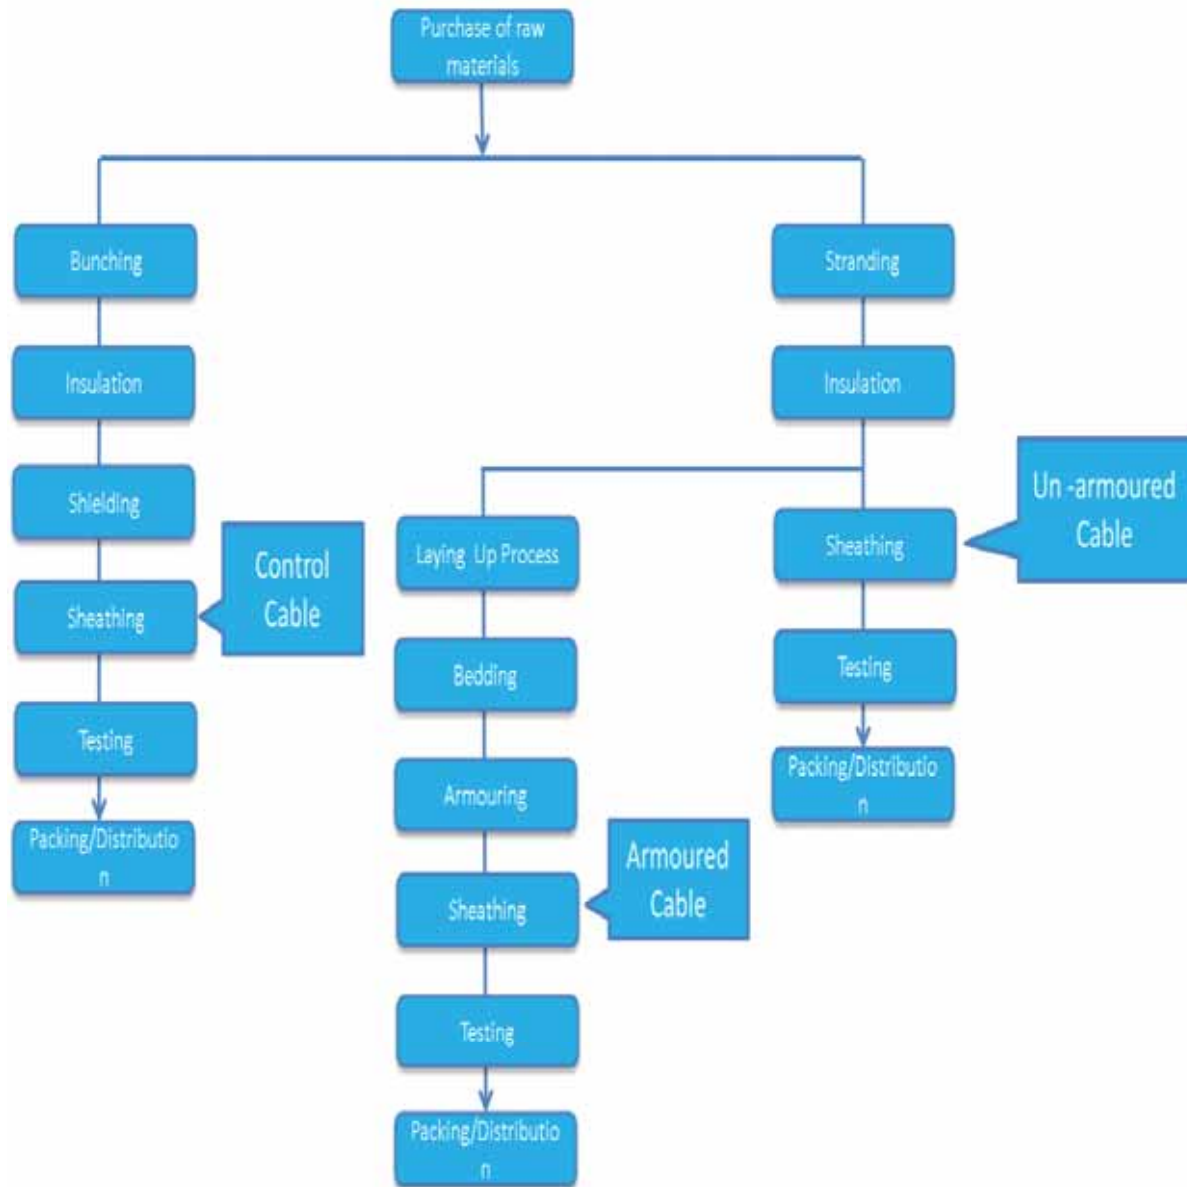 Purchase of raw
materials
Bunching
Insulation
Shielding
Sheathing
Control
Cable
Testing
Packing/Distributio
n
Stranding
Insulation
Laying Up Process
Bedding
Armouring
Sheathing
Armoured
Cable
Testing
Packing/Distributio
n
Sheathing
Un -armoured
Cable
Testing
Packing/Distributio
n